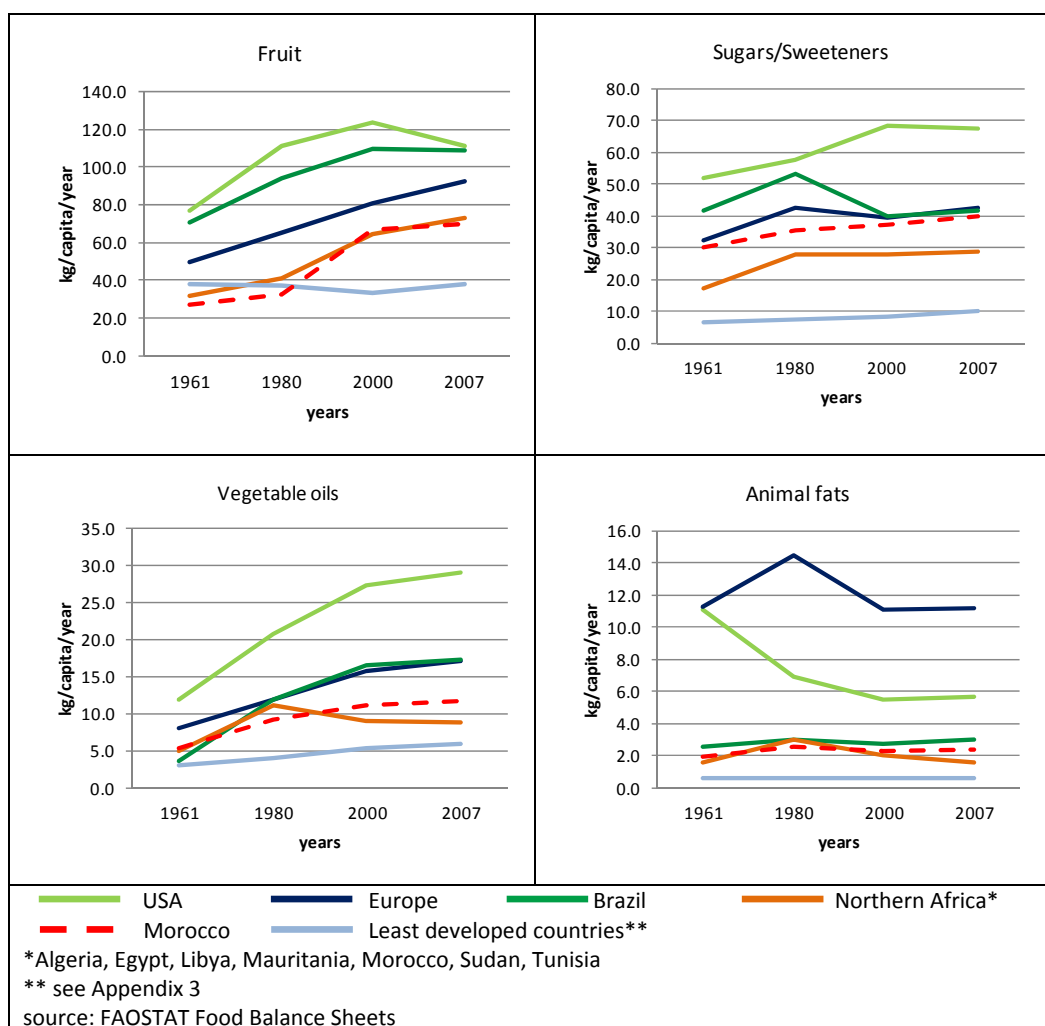 Fruit
140.0
120.0
100.0
80.0
60.0
40.0
20.0
0.0
kg/capita/year
1961 1980 2000 2007
years
Sugars/Sweeteners
80.0
70.0
60.0
50.0
40.0
30.0
20.0
10.0
0.0
kg/capita/year
1961 1980 2000 2007
years
Vegetable oils
35.0
30.0
25.0
20.0
15.0
10.0
5.0
0.0
kg/capita/year
1961 1980 2000 2007
years
Animal fats
16.0
14.0
12.0
10.0
8.0
6.0
4.0
2.0
0.0
kg/capita/year
1961 1980 2000 2007
years
USA Europe Brazil Northern Africa*
Morocco Least developed countries**
*Algeria, Egypt, Libya, Mauritania, Morocco, Sudan, Tunisia
** see Appendix 3
source: FAOSTAT Food Balance Sheets